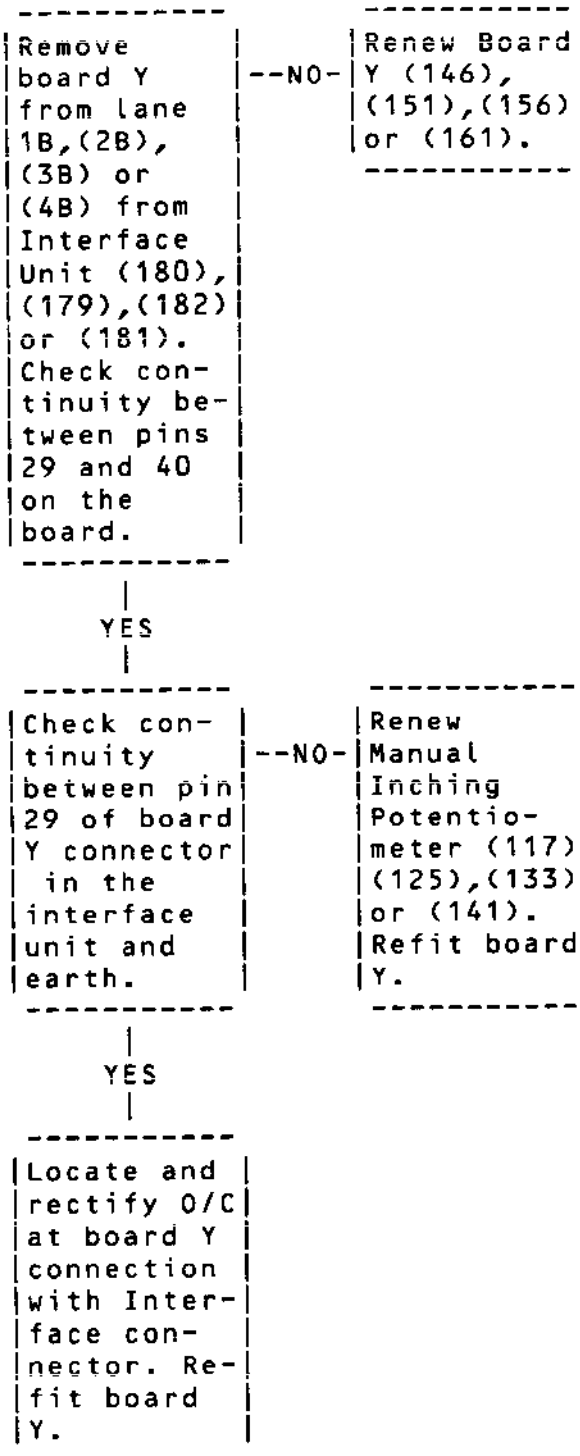 Remove
board Y
from lane
1B,(2B),
(3B) or
(4B) from
Interface
Unit (180),
(179),(182)
or (181).
Check con-
tinuity be-
tween pins
29 and 40
on the
board.
--NO-
Renew Board
Y (146),
(151),(156)
or (161).
YES
Check con-
tinuity
between pin
29 of board
Y connector
in the
interface
unit and
earth.
--NO-
Renew
Manual
Inching
Potentio-
meter (117)
(125),(133)
or (141).
Refit board
Y.
YES
Locate and
rectify O/C
at board Y
connection
with Inter-
face con-
nector. Re-
fit board
Y.